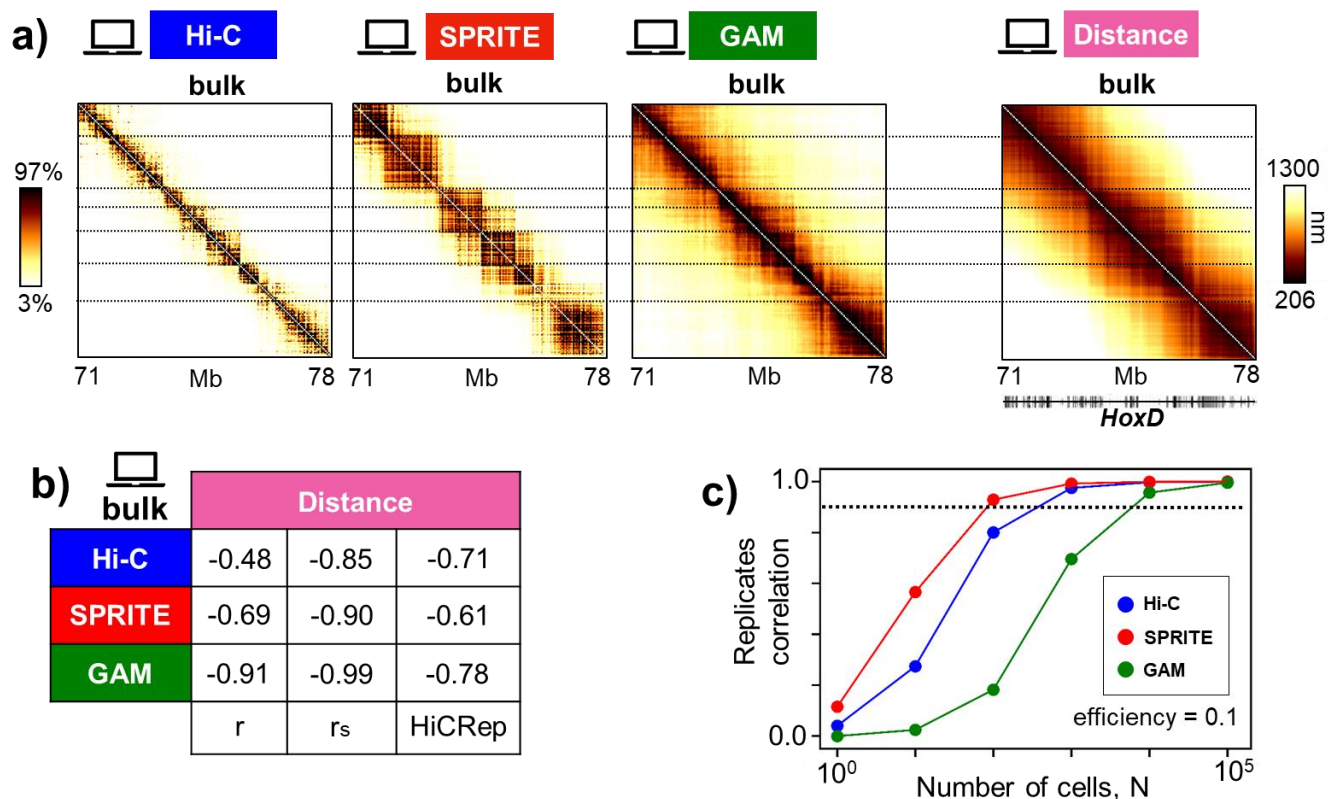 a)
Hi-C
SPRITE
GAM
Distance
bulk
bulk
bulk
bulk
97%
3%
1300
nm
206
71 Mb 78
71 Mb 78
71 Mb 78
71 Mb 78
HoxD
b)
bulk
Distance
Hi-C -0.48 -0.85 -0.71
SPRITE -0.69 -0.90 -0.61
GAM -0.91 -0.99 -0.78
r rs HiCRep
c)
1.0
Replicates
correlation
0.0
Hi-C
SPRITE
GAM
efficiency = 0.1
10⁰ Number of cells, N 10⁵